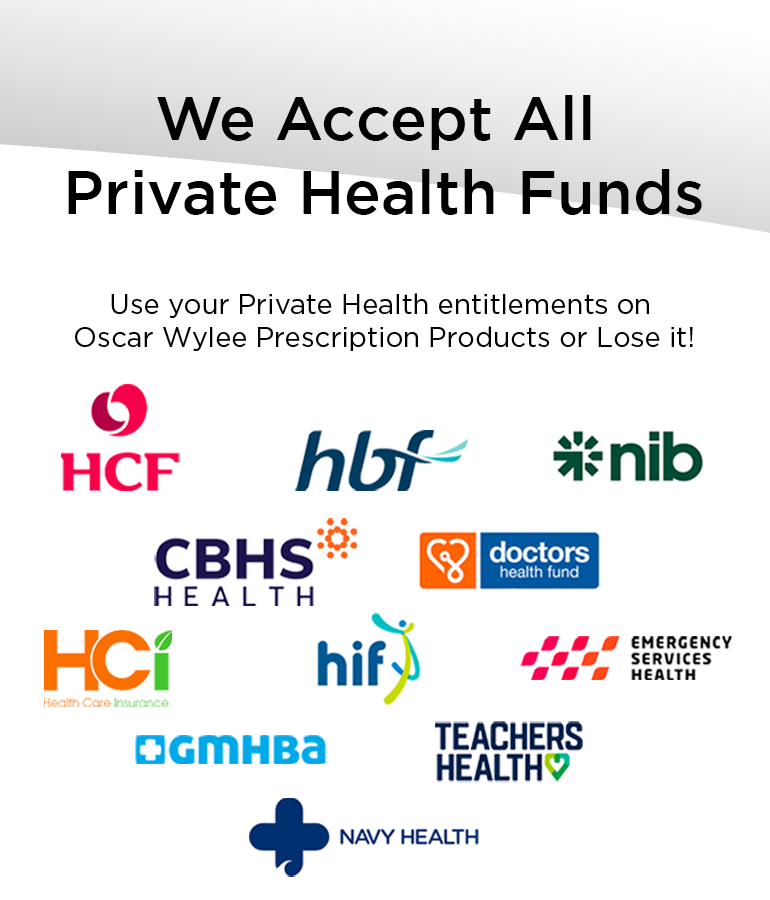 We Accept All
Private Health Funds
Use your Private Health entitlements on
Oscar Wylee Prescription Products or Lose it!
HCF
hbf
nib
CBHS
HEALTH
doctors
health fund
HCi
Health Care Insurance
hif
EMERGENCY
SERVICES
HEALTH
GMHBa
TEACHERS
HEALTH
NAVY HEALTH